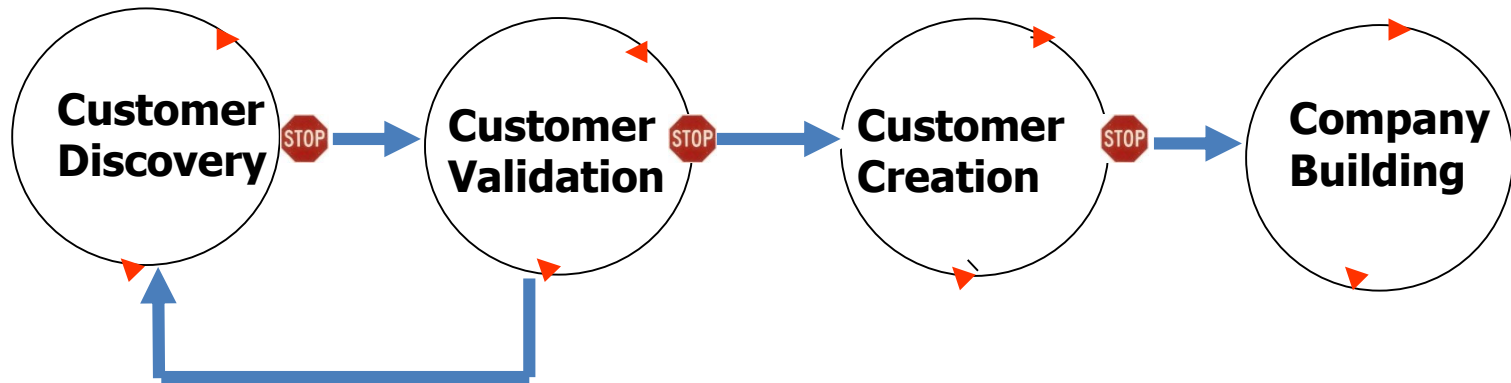 Customer
Discovery
STOP
Customer
Validation
STOP
Customer
Creation
STOP
Company
Building